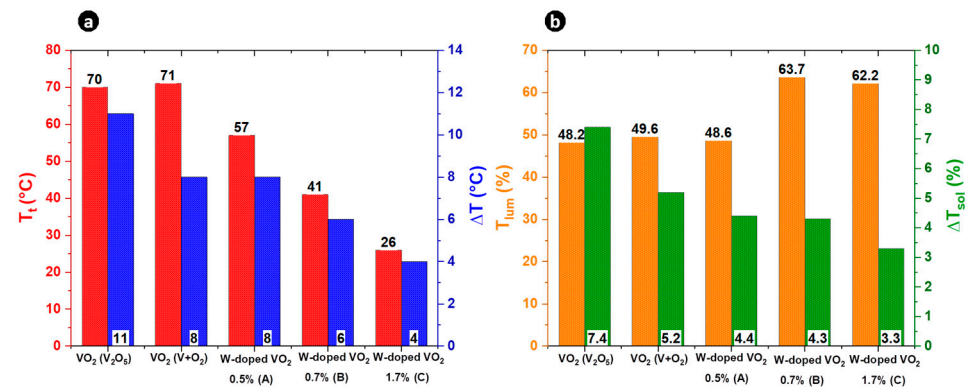 a
80
70
60
50
40
30
20
10
0
Tt (°C)
70
71
57
41
26
11
8
8
6
4
14
12
10
8
6
4
2
0
ΔT (°C)
VO2 (V2O5)
VO2 (V+O2)
W-doped VO2
0.5% (A)
W-doped VO2
0.7% (B)
W-doped VO2
1.7% (C)
b
70
60
50
40
30
20
10
0
Tlum (%)
48.2
49.6
48.6
63.7
62.2
7.4
5.2
4.4
4.3
3.3
10
9
8
7
6
5
4
3
2
1
0
ΔTsol (%)
VO2 (V2O5)
VO2 (V+O2)
W-doped VO2
0.5% (A)
W-doped VO2
0.7% (B)
W-doped VO2
1.7% (C)